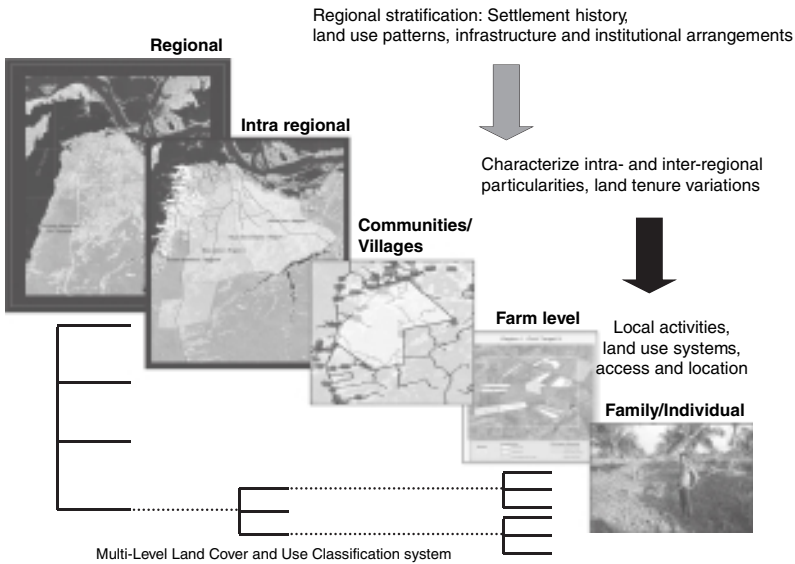 Regional stratification: Settlement history,
land use patterns, infrastructure and institutional arrangements
Regional
Intra regional
Characterize intra- and inter-regional
particularities, land tenure variations
Communities/
Villages
Farm level
Local activities,
land use systems,
access and location
Family/Individual
Multi-Level Land Cover and Use Classification system